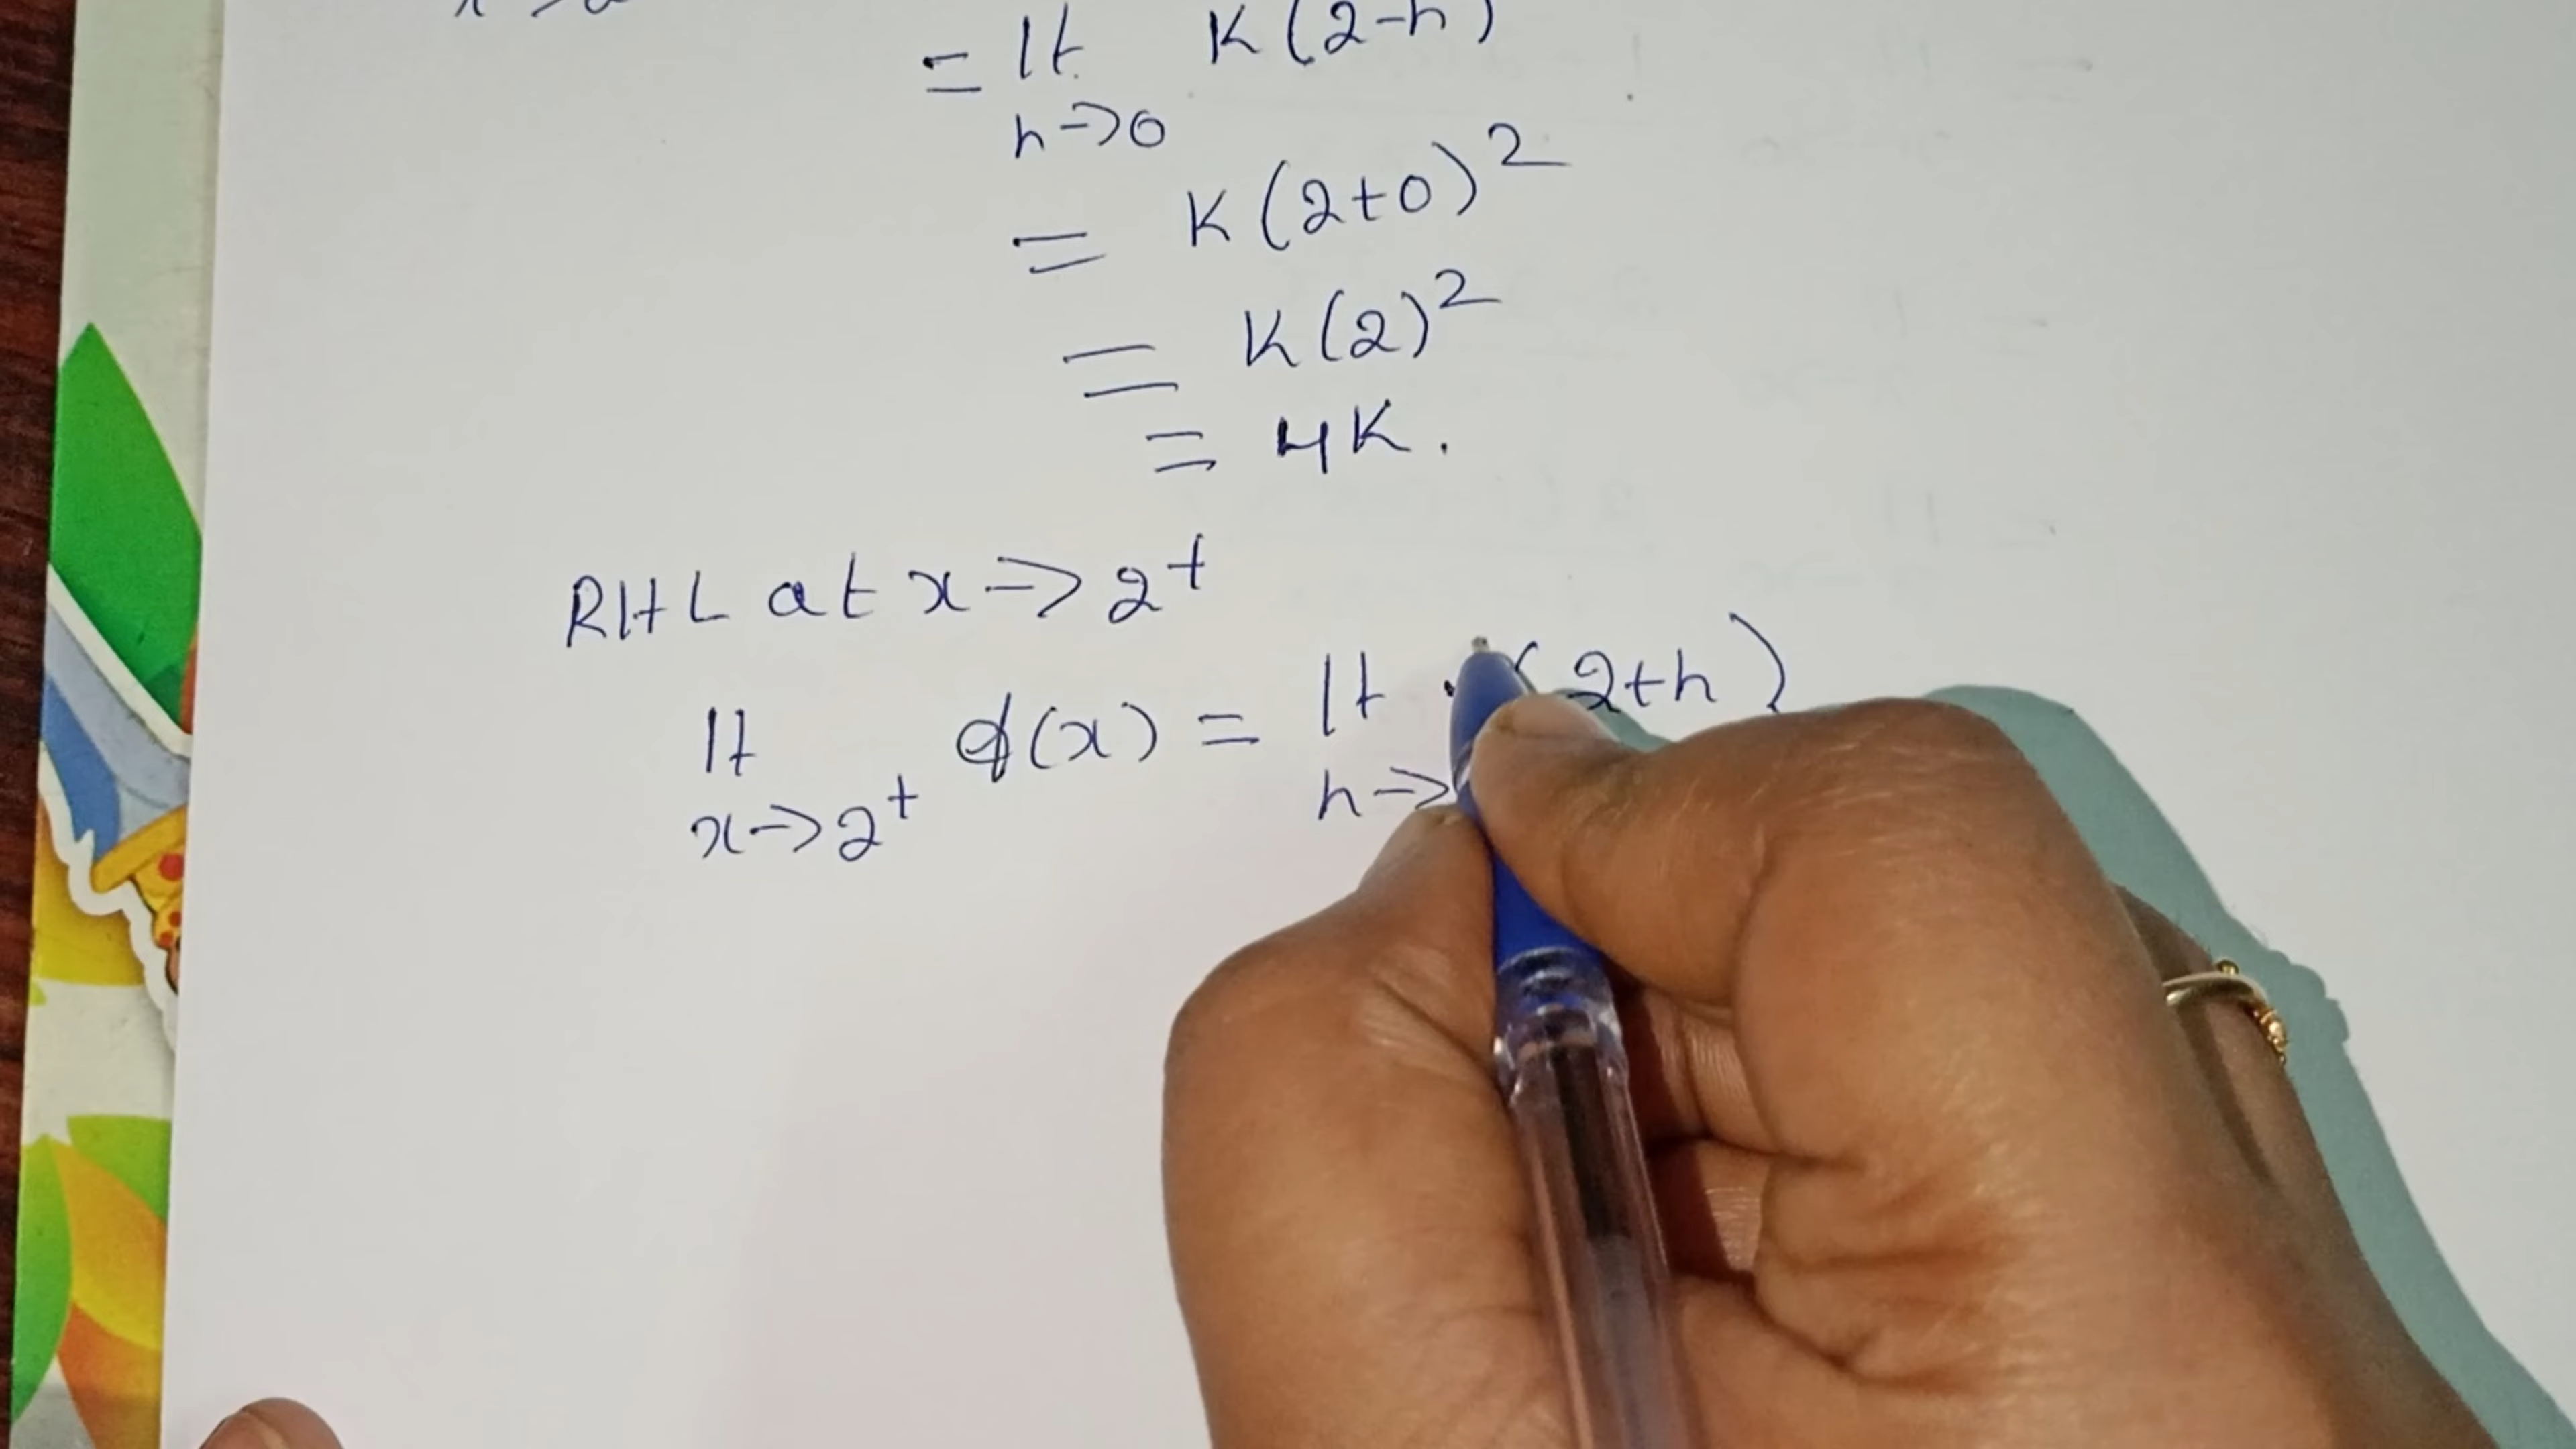 = lt K(2-h)
h->0
= K(2+0)²
= K(2)²
= 4K.
RHL at x->2⁺
lt f(x) = lt (2+h)
x->2⁺ h->